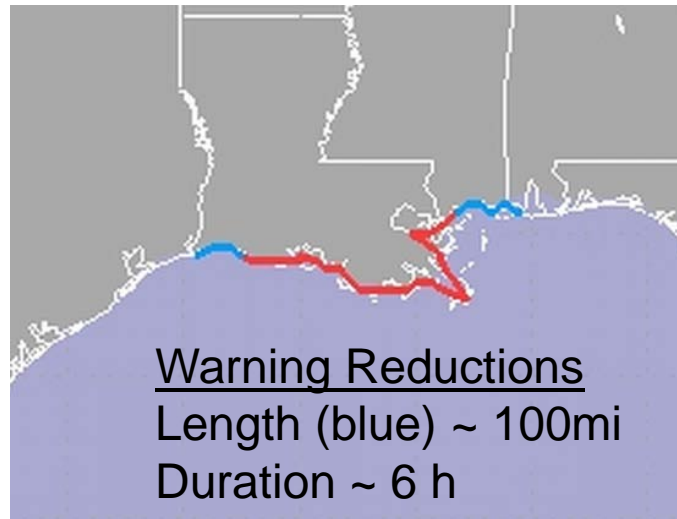 Warning Reductions
Length (blue) ~ 100mi
Duration ~ 6 h